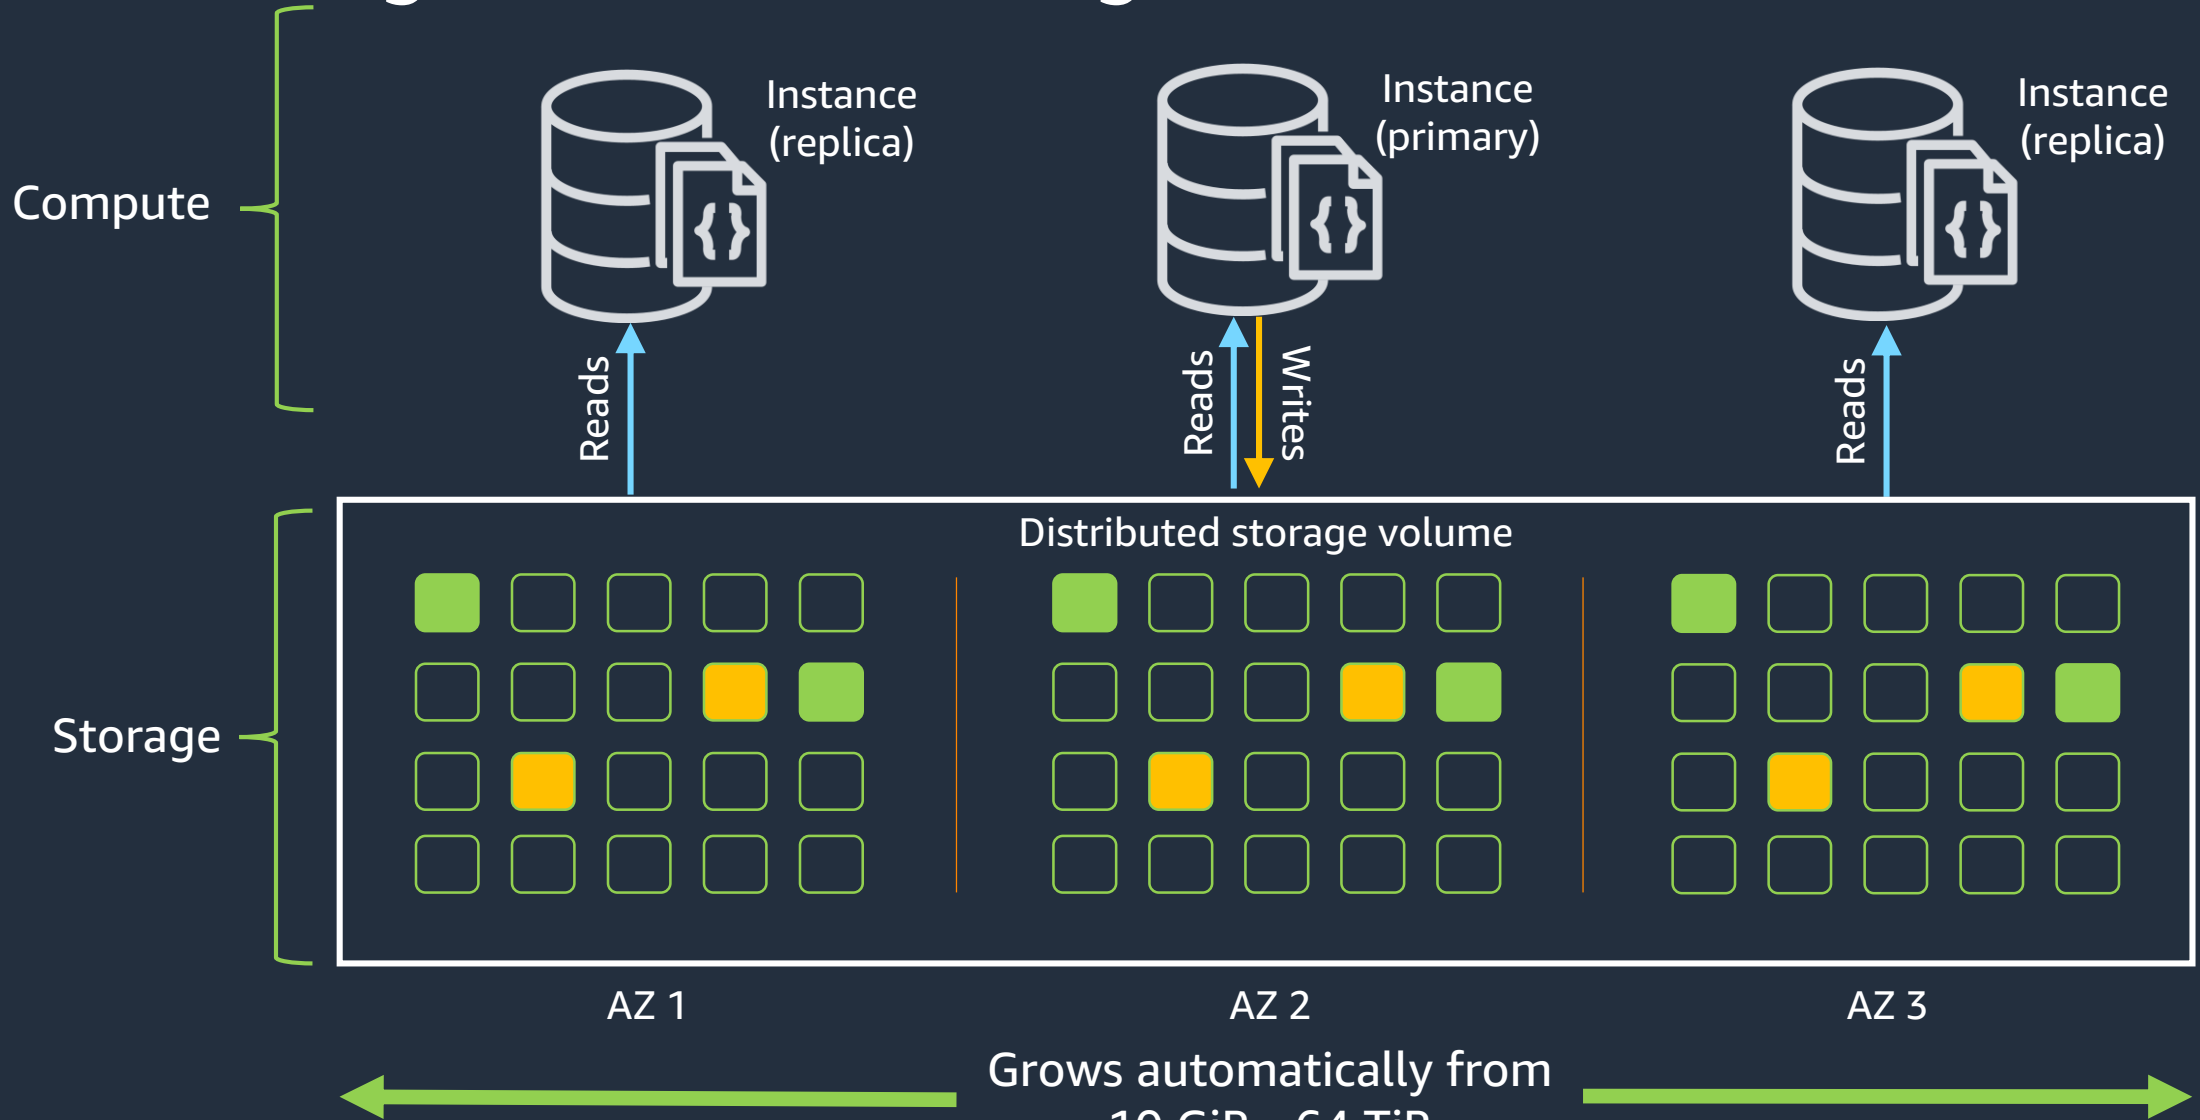 Compute
Instance
(replica)
Instance
(primary)
Instance
(replica)
{}
{}
{}
Reads
Reads
Writes
Reads
Distributed storage volume
Storage
AZ 1
AZ 2
AZ 3
Grows automatically from